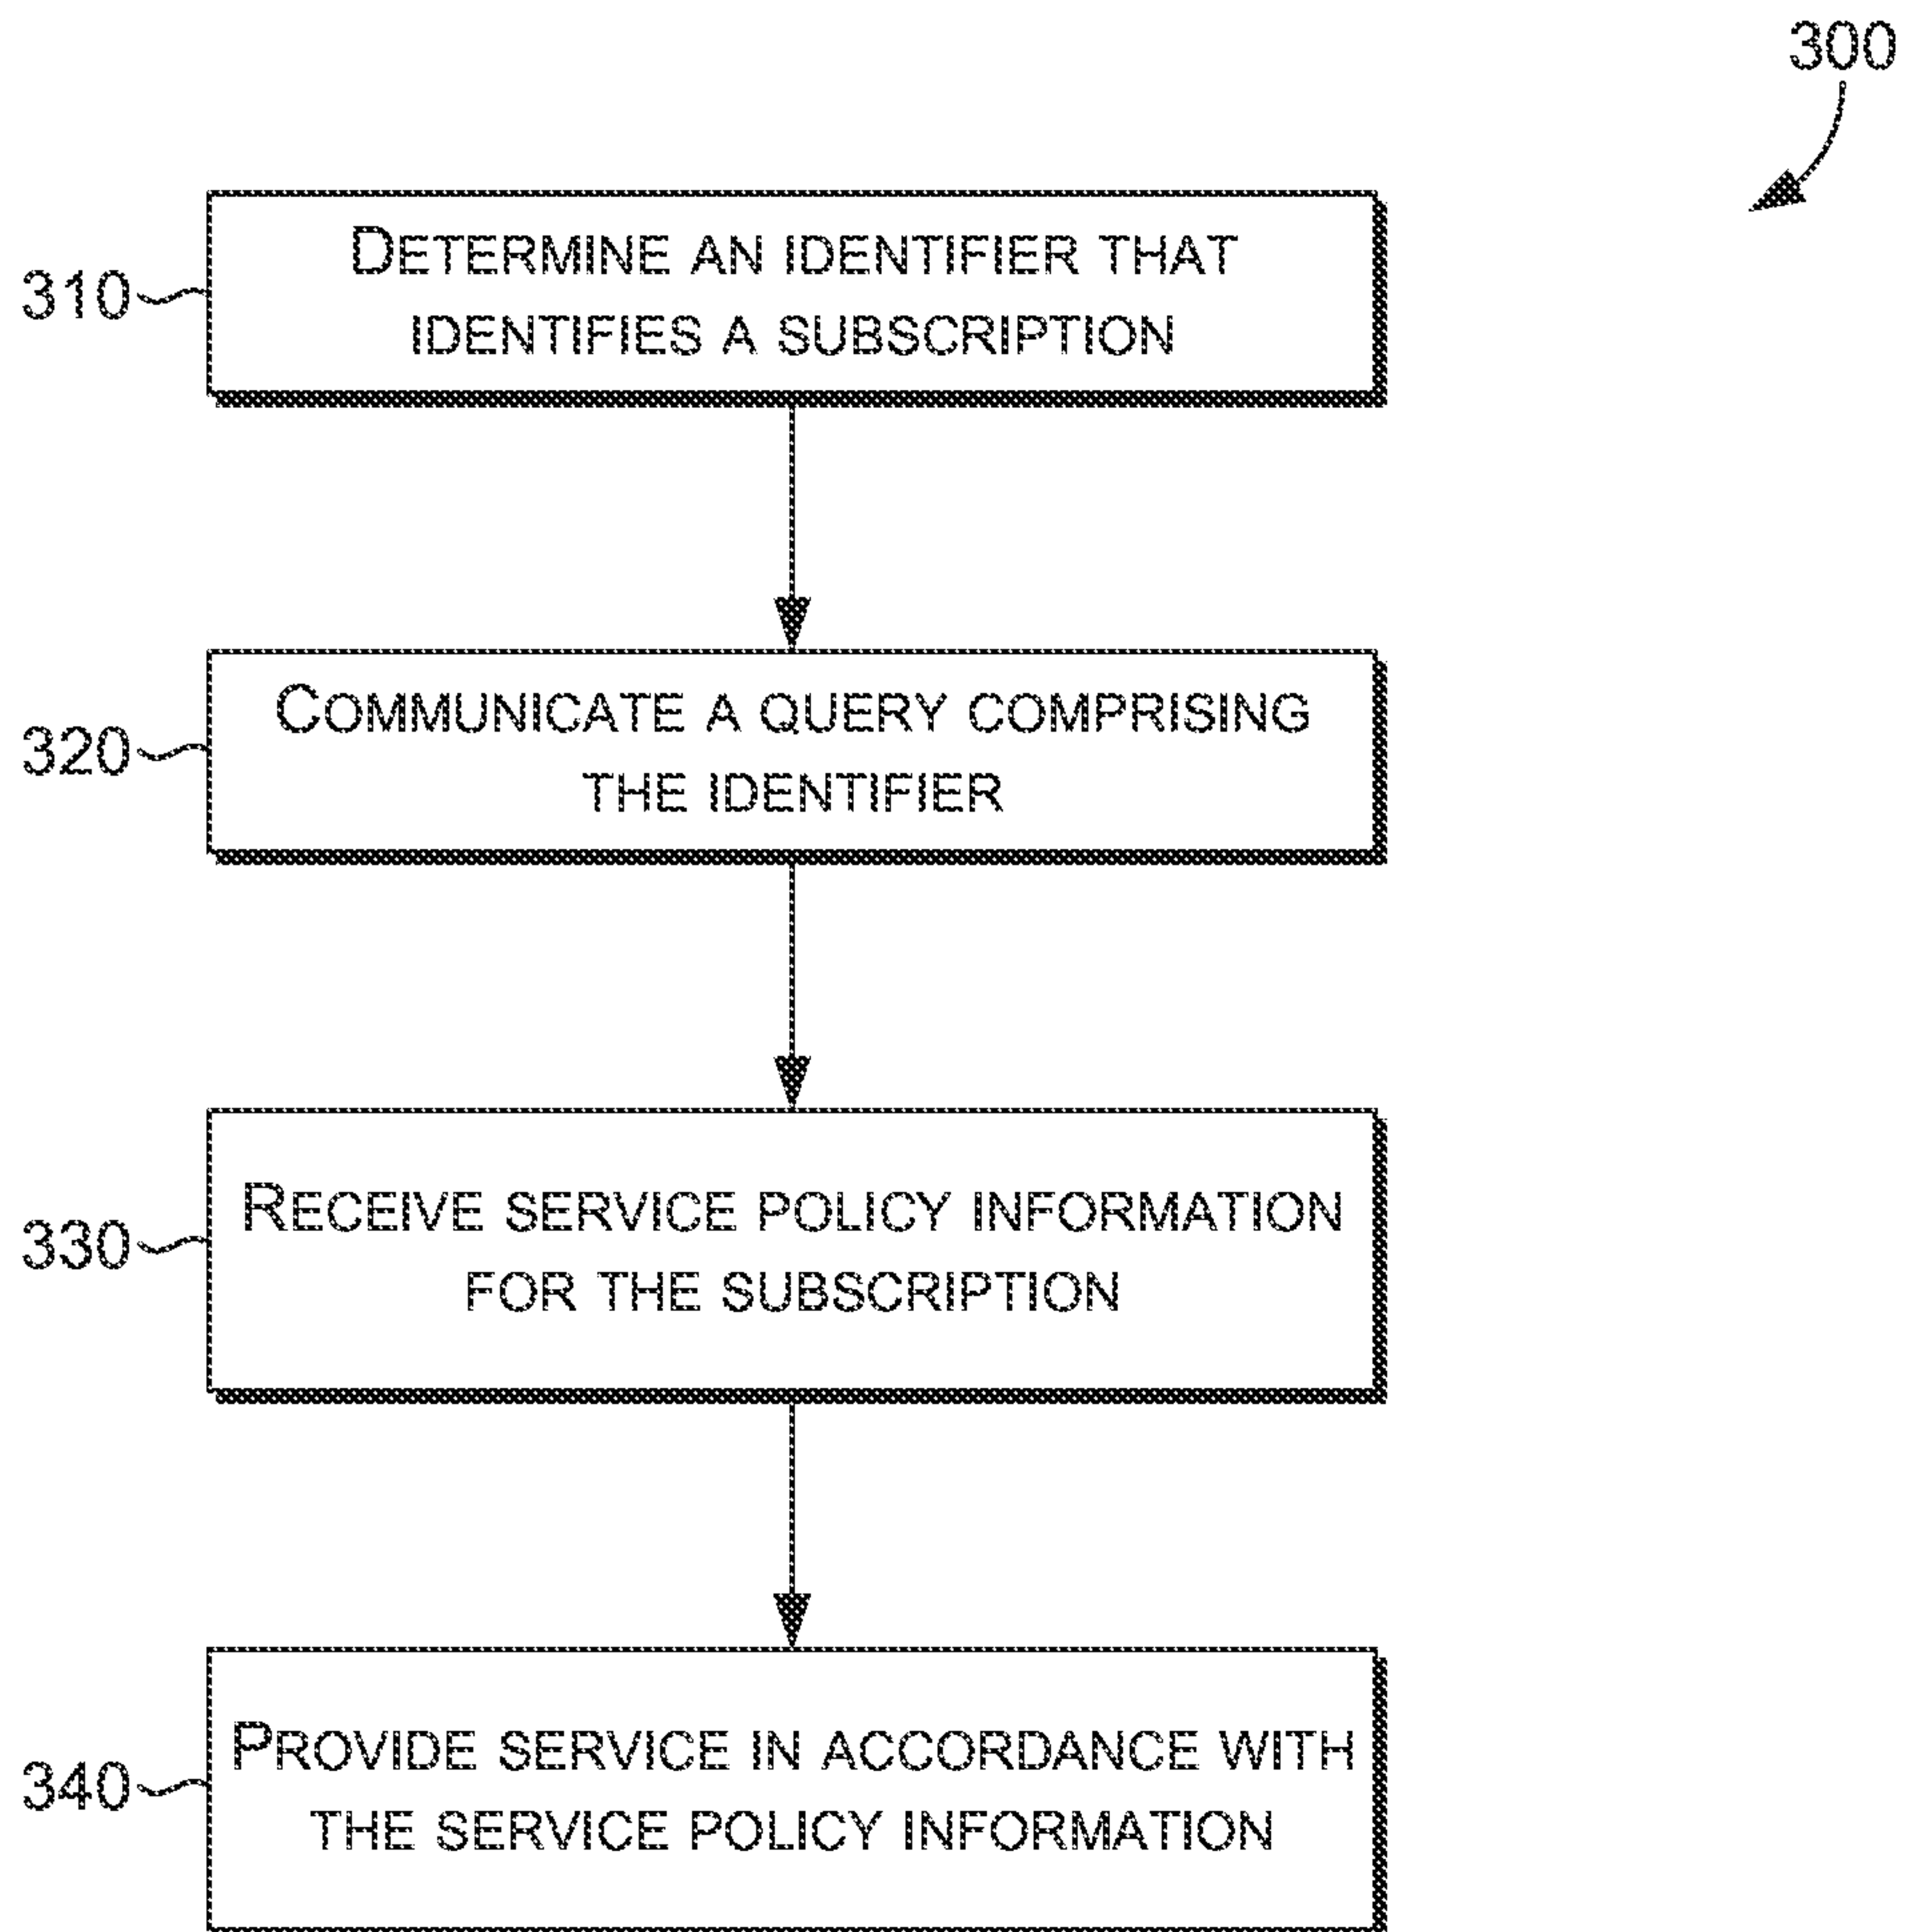 300
310
DETERMINE AN IDENTIFIER THAT
IDENTIFIES A SUBSCRIPTION
320
COMMUNICATE A QUERY COMPRISING
THE IDENTIFIER
330
RECEIVE SERVICE POLICY INFORMATION
FOR THE SUBSCRIPTION
340
PROVIDE SERVICE IN ACCORDANCE WITH
THE SERVICE POLICY INFORMATION